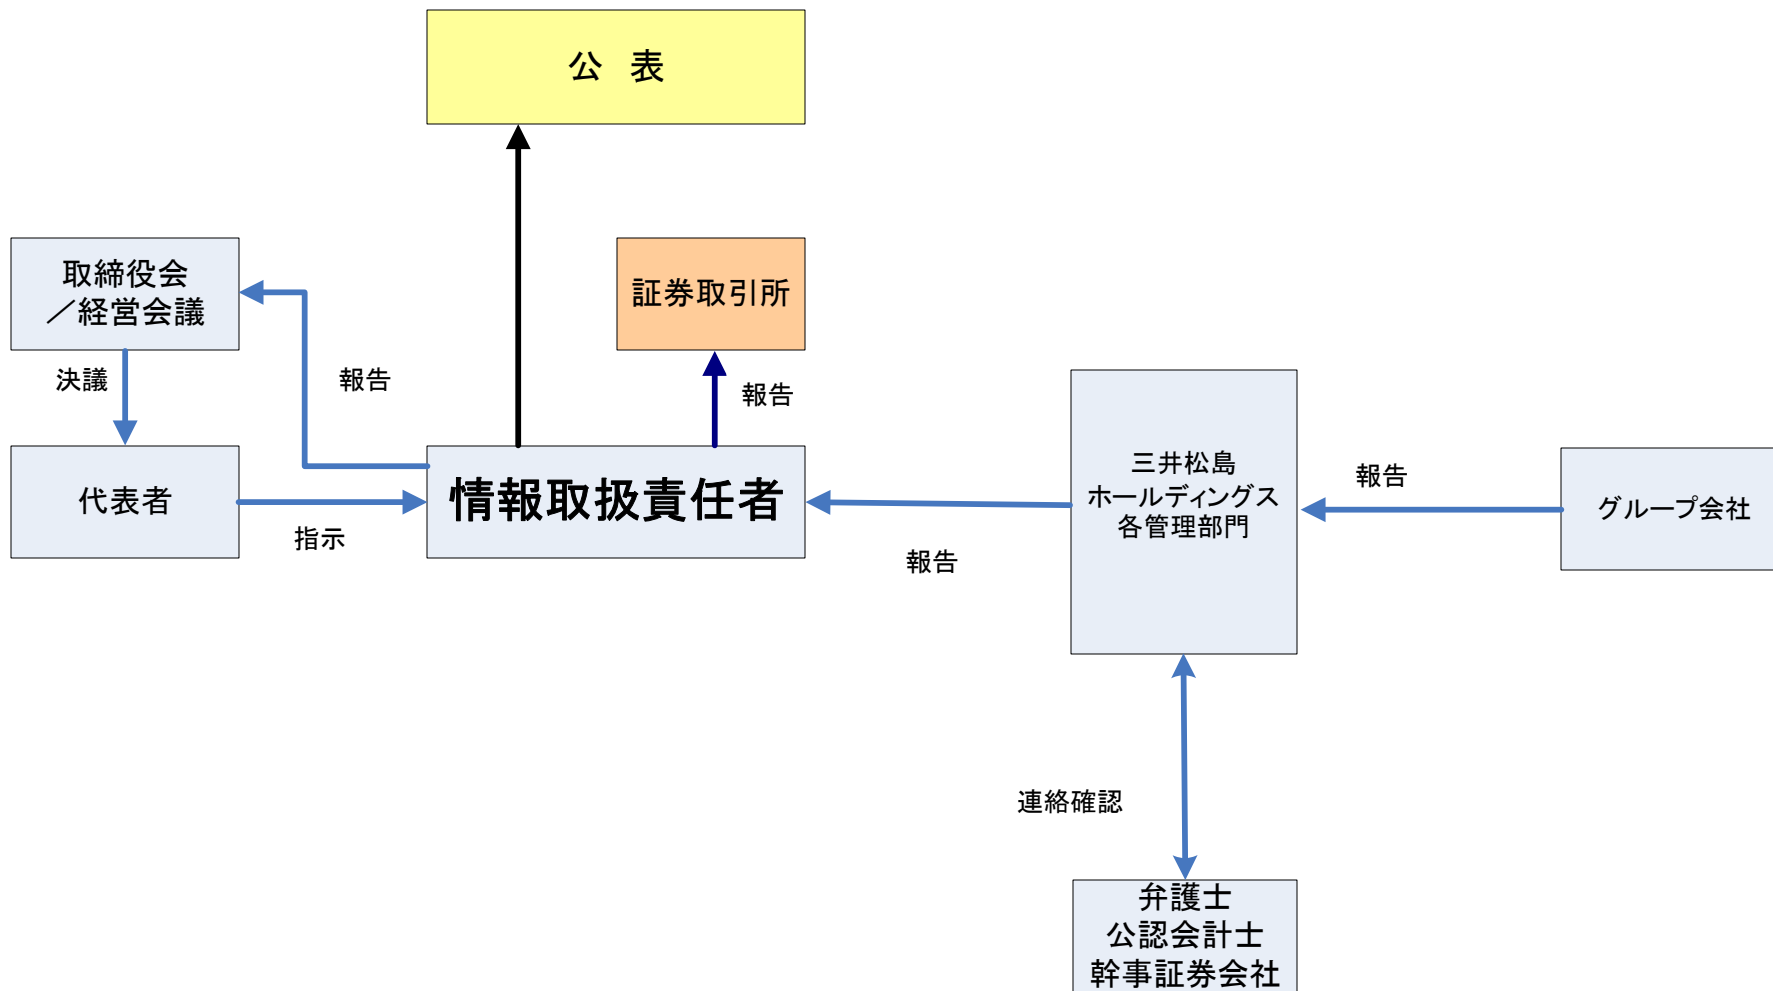 公 表
取締役会
／経営会議
証券取引所
決議
報告
報告
代表者
指示
情報取扱責任者
報告
三井松島
ホールディングス
各管理部門
報告
グループ会社
連絡確認
弁護士
公認会計士
幹事証券会社